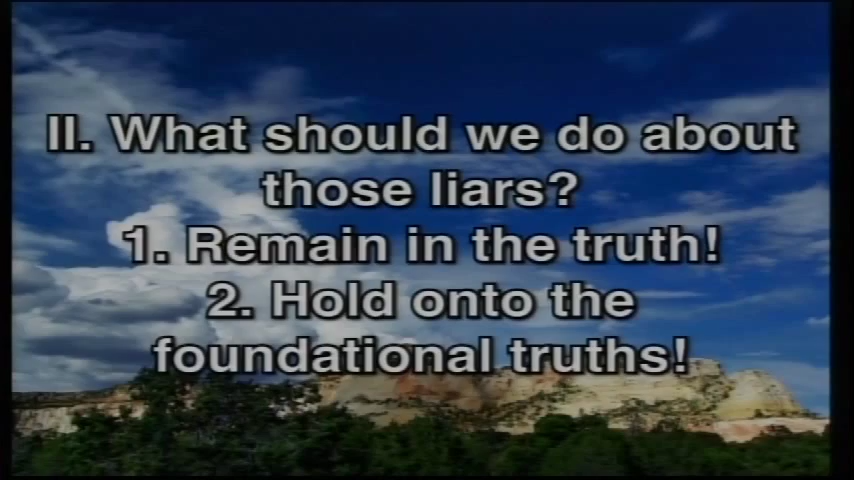 II. What should we do about
those liars?
1. Remain in the truth!
2. Hold onto the
foundational truths!